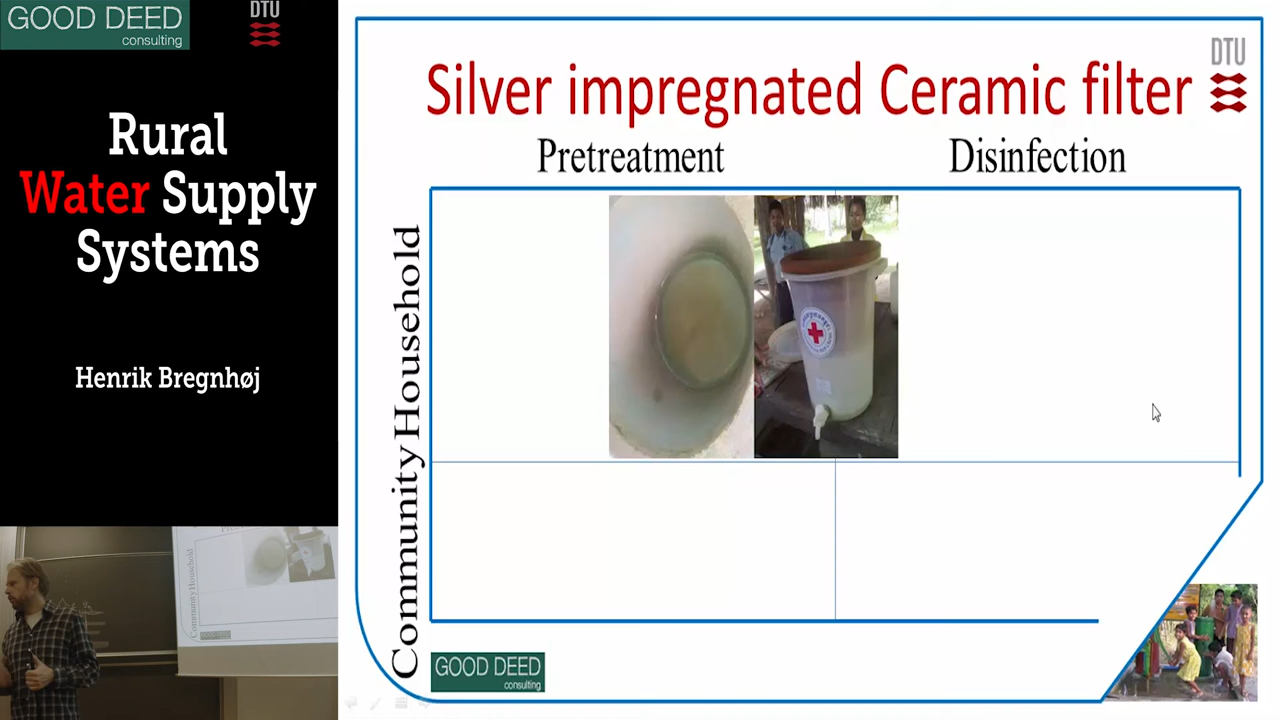 GOOD DEED
consulting
DTU
Rural
Water Supply
Systems
Henrik Bregnhøj
Silver impregnated Ceramic filter
DTU
Pretreatment
Disinfection
Household
Community
GOOD DEED
consulting